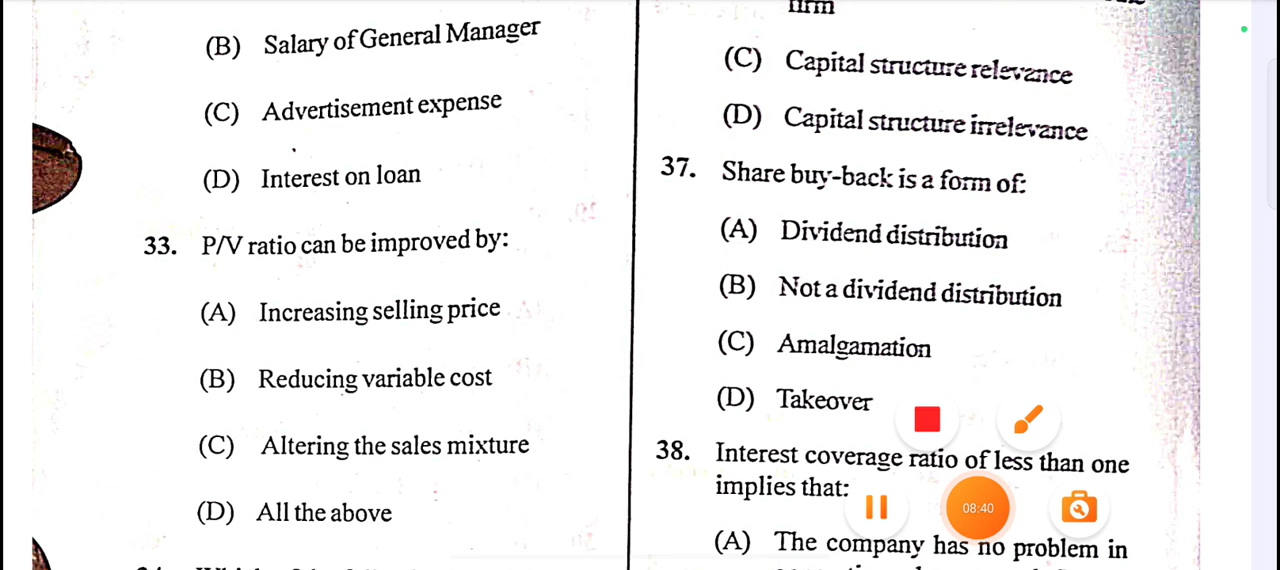 (B) Salary of General Manager
(C) Advertisement expense
(D) Interest on loan
33. P/V ratio can be improved by:
(A) Increasing selling price
(B) Reducing variable cost
(C) Altering the sales mixture
(D) All the above
firm
(C) Capital structure relevance
(D) Capital structure irrelevance
37. Share buy-back is a form of:
(A) Dividend distribution
(B) Not a dividend distribution
(C) Amalgamation
(D) Takeover
38. Interest coverage ratio of less than one
implies that:
08:40
(A) The company has no problem in